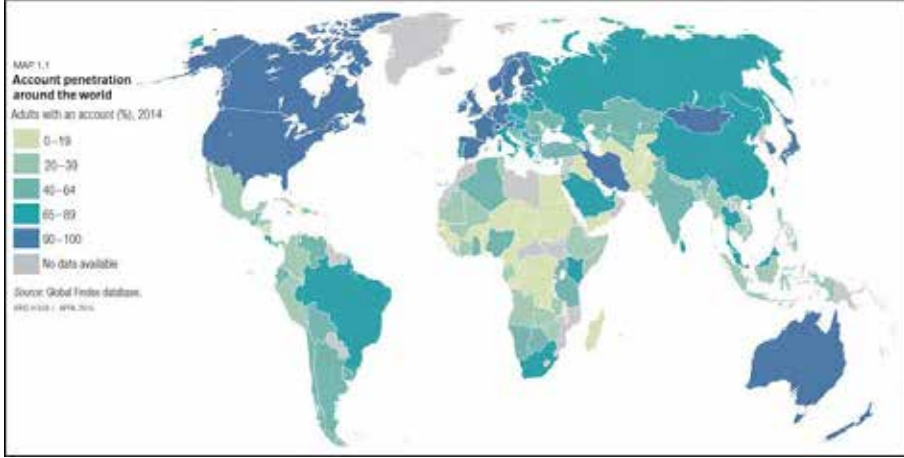 MAP 1.1
Account penetration
around the world
Adults with an account (%), 2014
0–19
20–39
40–64
65–89
90–100
No data available
Source: Global Findex database.